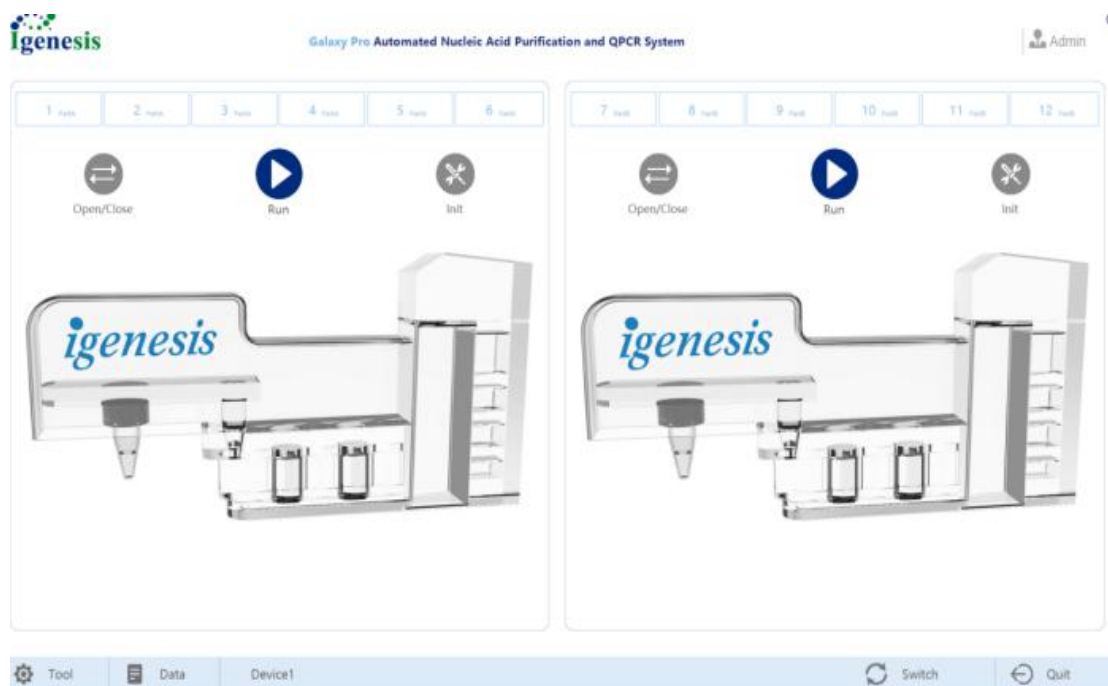 Igenesis
Galaxy Pro Automated Nucleic Acid Purification and QPCR System
Admin
1 2 3 4 5 6
7 8 9 10 11 12
Open/Close Run Init
Open/Close Run Init
igenesis
igenesis
Tool Data Device1 Switch Quit